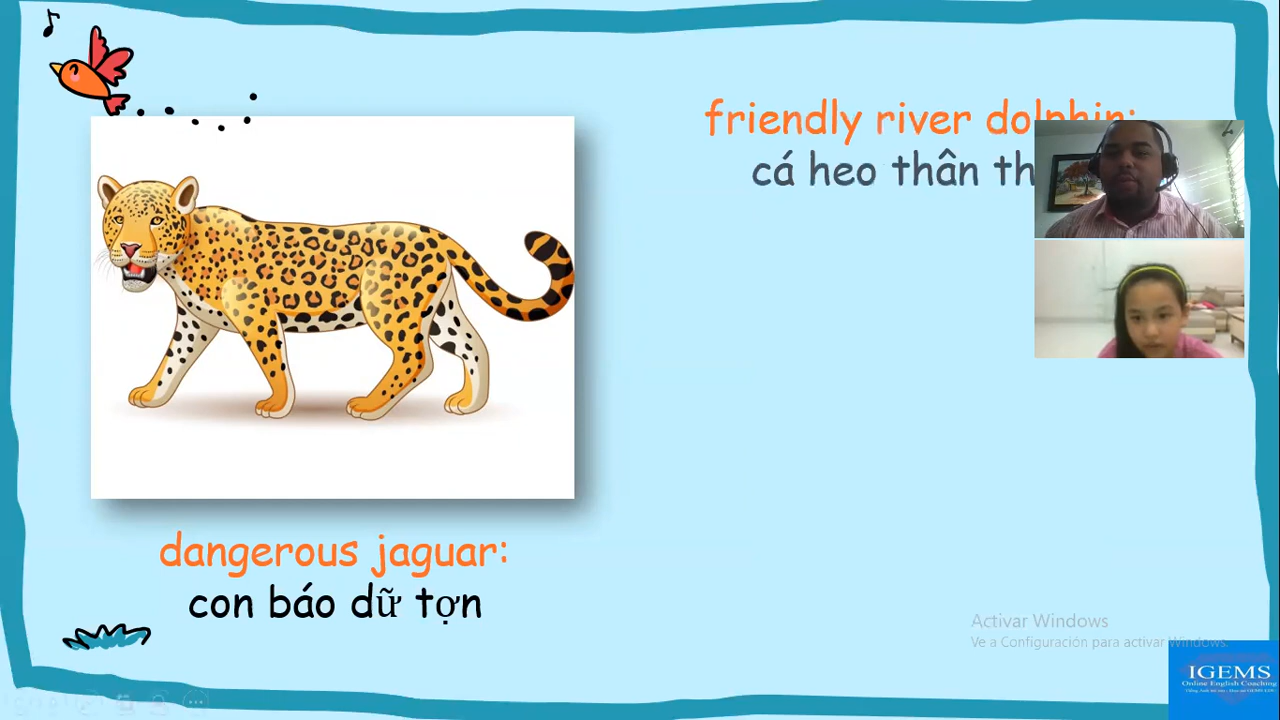 friendly river dolphin:
cá heo thân th
dangerous jaguar:
con báo dữ tợn
Activar Windows
Ve a Configuración para activar Windows.
IGEMS
Online English Coaching